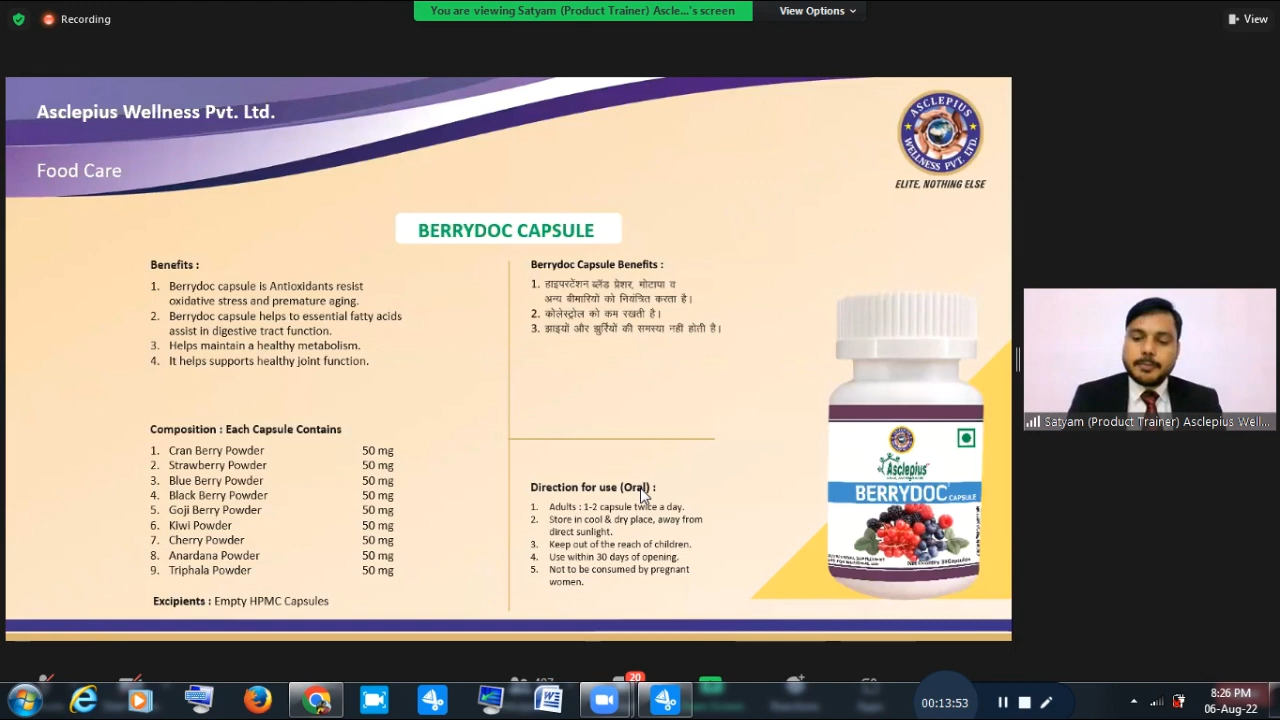 Recording
You are viewing Satyam (Product Trainer) Ascle...'s screen
View Options
View
Asclepius Wellness Pvt. Ltd.
Food Care
ASCLEPIUS
WELLNESS PVT. LTD.
ELITE, NOTHING ELSE
BERRYDOC CAPSULE
Benefits :
1. Berrydoc capsule is Antioxidants resist
oxidative stress and premature aging.
2. Berrydoc capsule helps to essential fatty acids
assist in digestive tract function.
3. Helps maintain a healthy metabolism.
4. It helps supports healthy joint function.
Berrydoc Capsule Benefits :
1. हाइपरटेंशन ब्लॅड प्रेशर, मोटापा व
अन्य बीमारियों को नियंत्रित करता है।
2. कोलेस्ट्रोल को कम रखती है।
3. झाइयों और झुर्रियों की समस्या नहीं होती है।
Composition : Each Capsule Contains
1. Cran Berry Powder 50 mg
2. Strawberry Powder 50 mg
3. Blue Berry Powder 50 mg
4. Black Berry Powder 50 mg
5. Goji Berry Powder 50 mg
6. Kiwi Powder 50 mg
7. Cherry Powder 50 mg
8. Anardana Powder 50 mg
9. Triphala Powder 50 mg
Excipients : Empty HPMC Capsules
Direction for use (Oral) :
1. Adults : 1-2 capsule twice a day.
2. Store in cool & dry place, away from
direct sunlight.
3. Keep out of the reach of children.
4. Use within 30 days of opening.
5. Not to be consumed by pregnant
women.
Asclepius
BERRYDOC CAPSULE
Satyam (Product Trainer) Asclepius Well...
20
00:13:53
8:26 PM
06-Aug-22